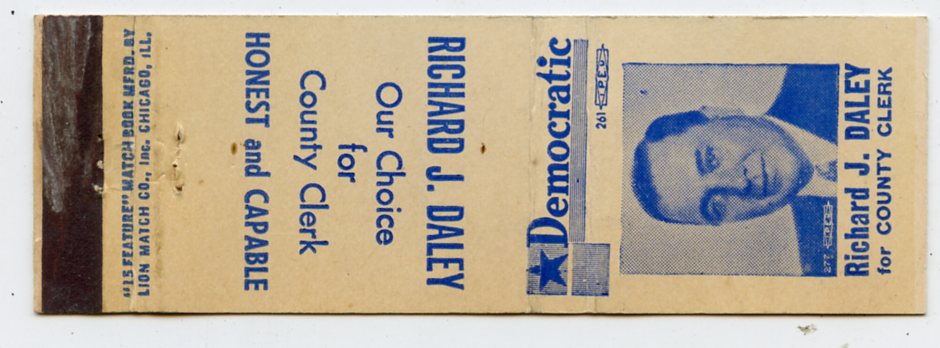 Democratic
261
Richard J. DALEY
for COUNTY CLERK
RICHARD J. DALEY
Our Choice
for
County Clerk
HONEST and CAPABLE
"15 FEATURE" MATCH BOOK MFRD. BY
LION MATCH CO., Inc. CHICAGO, ILL.